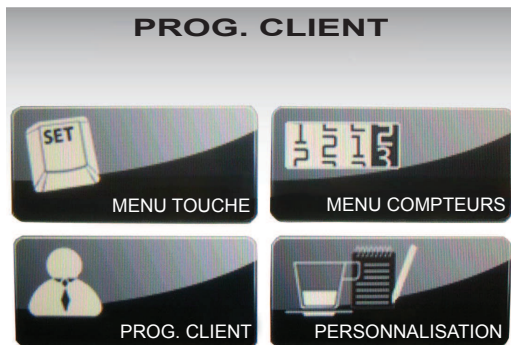 PROG. CLIENT
SET
MENU TOUCHE
MENU COMPTEURS
PROG. CLIENT
PERSONNALISATION